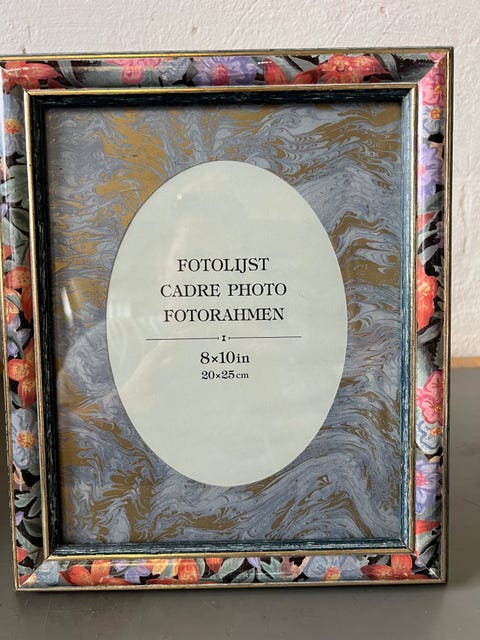 FOTOLIJST
CADRE PHOTO
FOTORAHMEN
8×10in
20×25cm